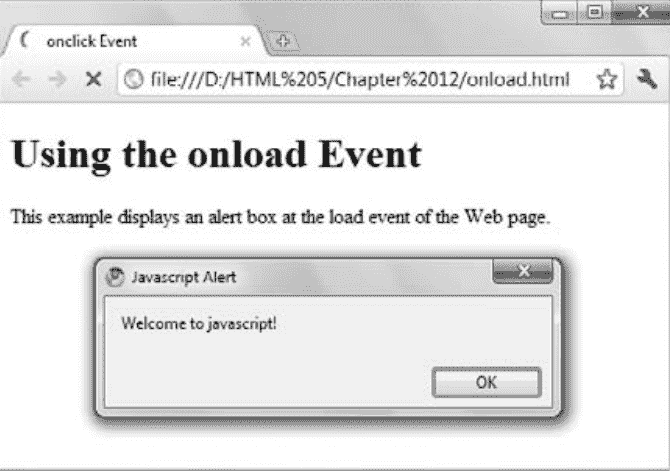 onclick Event
file:///D:/HTML%205/Chapter%2012/onload.html
Using the onload Event
This example displays an alert box at the load event of the Web page.
Javascript Alert
Welcome to javascript!
OK